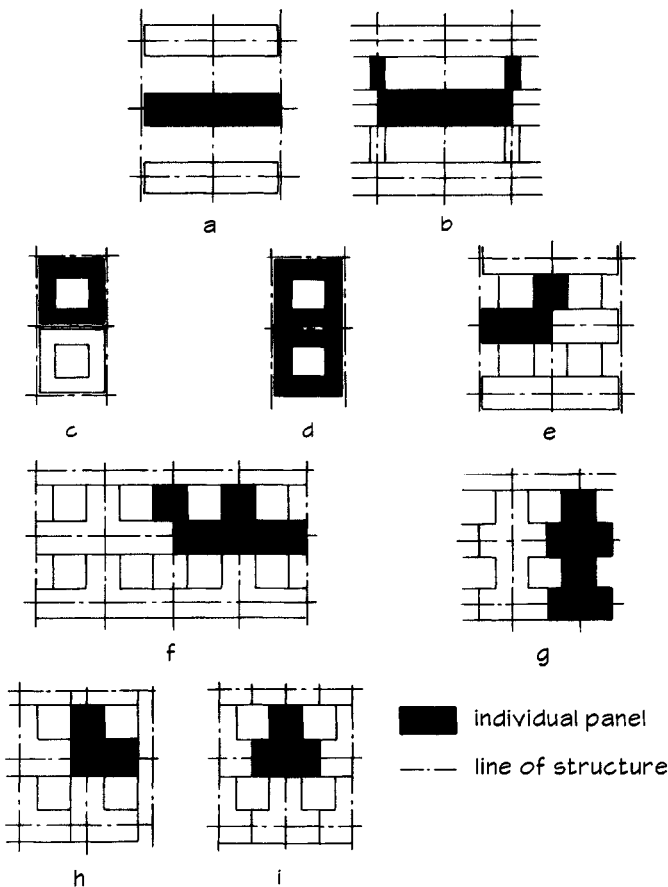 a
b
c
d
e
f
g
individual panel
line of structure
h
i